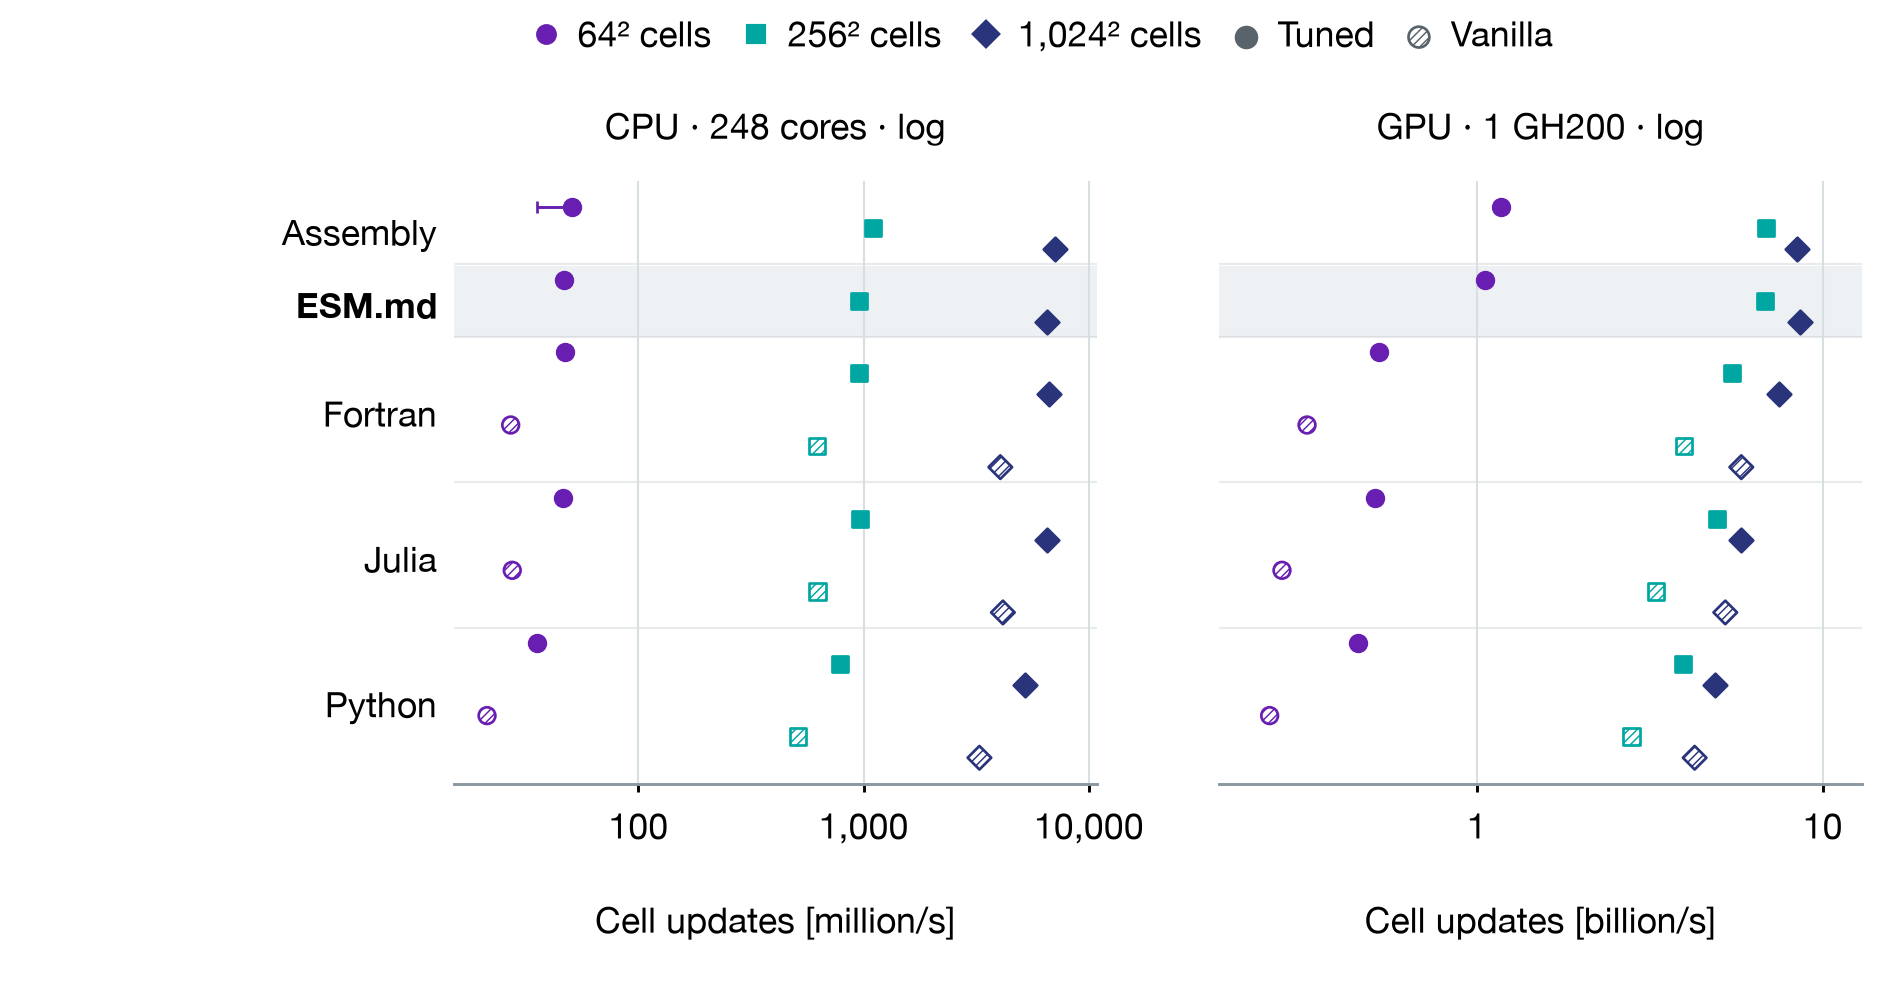 64² cells 256² cells 1,024² cells Tuned Vanilla
CPU · 248 cores · log
GPU · 1 GH200 · log
Assembly
ESM.md
Fortran
Julia
Python
100 1,000 10,000
1 10
Cell updates [million/s]
Cell updates [billion/s]